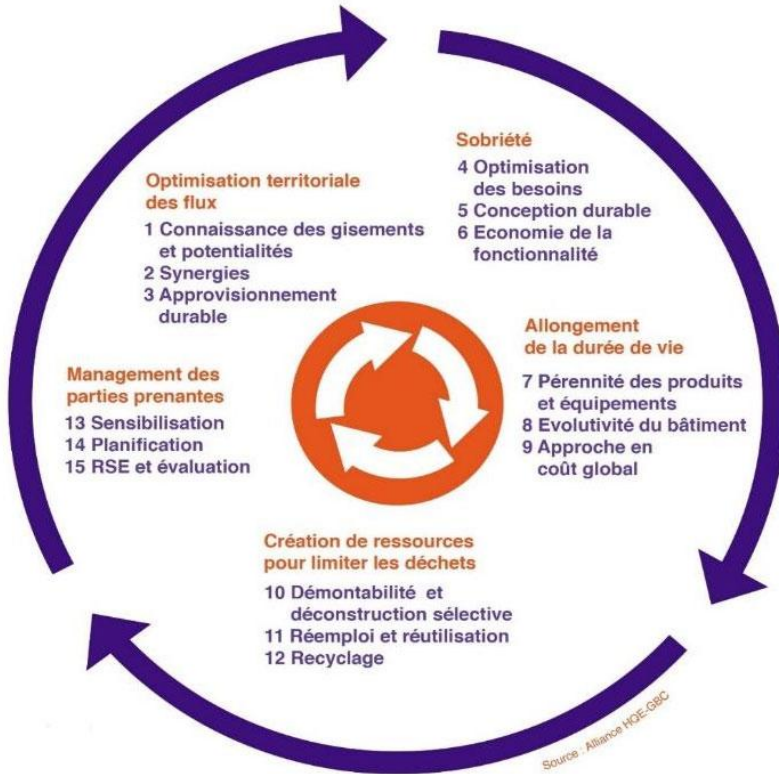 Optimisation territoriale
des flux
1 Connaissance des gisements
et potentialités
2 Synergies
3 Approvisionnement
durable
Sobriété
4 Optimisation
des besoins
5 Conception durable
6 Economie de la
fonctionnalité
Allongement
de la durée de vie
7 Pérennité des produits
et équipements
8 Evolutivité du bâtiment
9 Approche en
coût global
Création de ressources
pour limiter les déchets
10 Démontabilité et
déconstruction sélective
11 Réemploi et réutilisation
12 Recyclage
Management des
parties prenantes
13 Sensibilisation
14 Planification
15 RSE et évaluation
Source : Alliance HQE-GBC